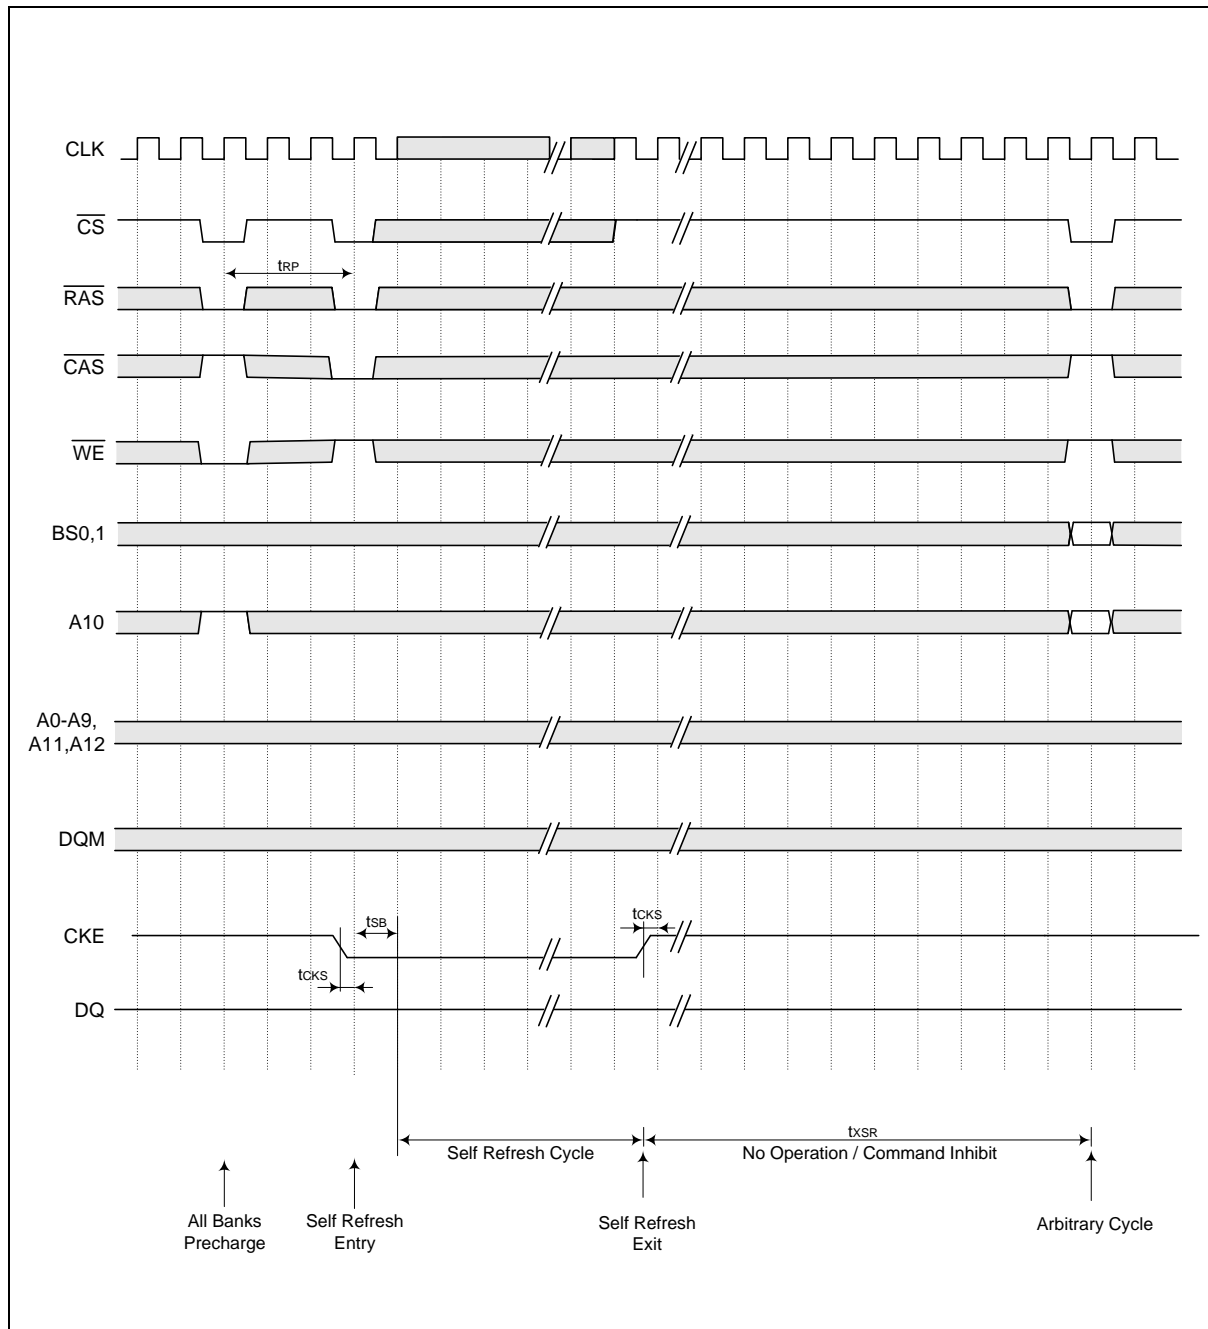 CLK
CS
tRP
RAS
CAS
WE
BS0,1
A10
A0-A9,
A11,A12
DQM
tSB
tCKS
CKE
tCKS
DQ
tXSR
Self Refresh Cycle
No Operation / Command Inhibit
All Banks
Precharge
Self Refresh
Entry
Self Refresh
Exit
Arbitrary Cycle